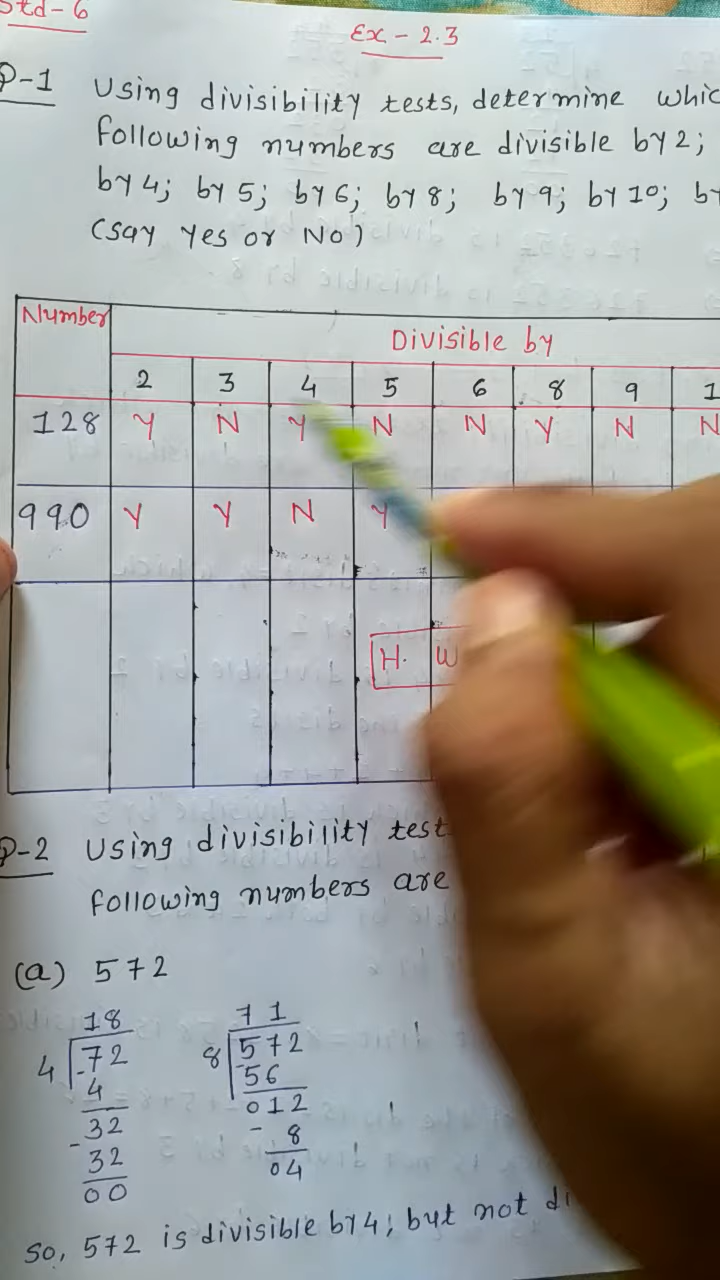 Std-6
Ex-2.3
Q-1 Using divisibility tests, determine
following numbers are divisible by 2;
by 4; by 5; by 6; by 8; by 9; by 10; by
(say Yes or No)
Number
Divisible by
2 3 4 5 6 8 9
128 Y N Y N N Y N N
990 Y Y N Y
H. W
Q-2 Using divisibility test
following numbers are
(a) 572
18 71
4 72 8 572
4 56
32 012
- 32 - 8
00 04
So, 572 is divisible by 4; but not